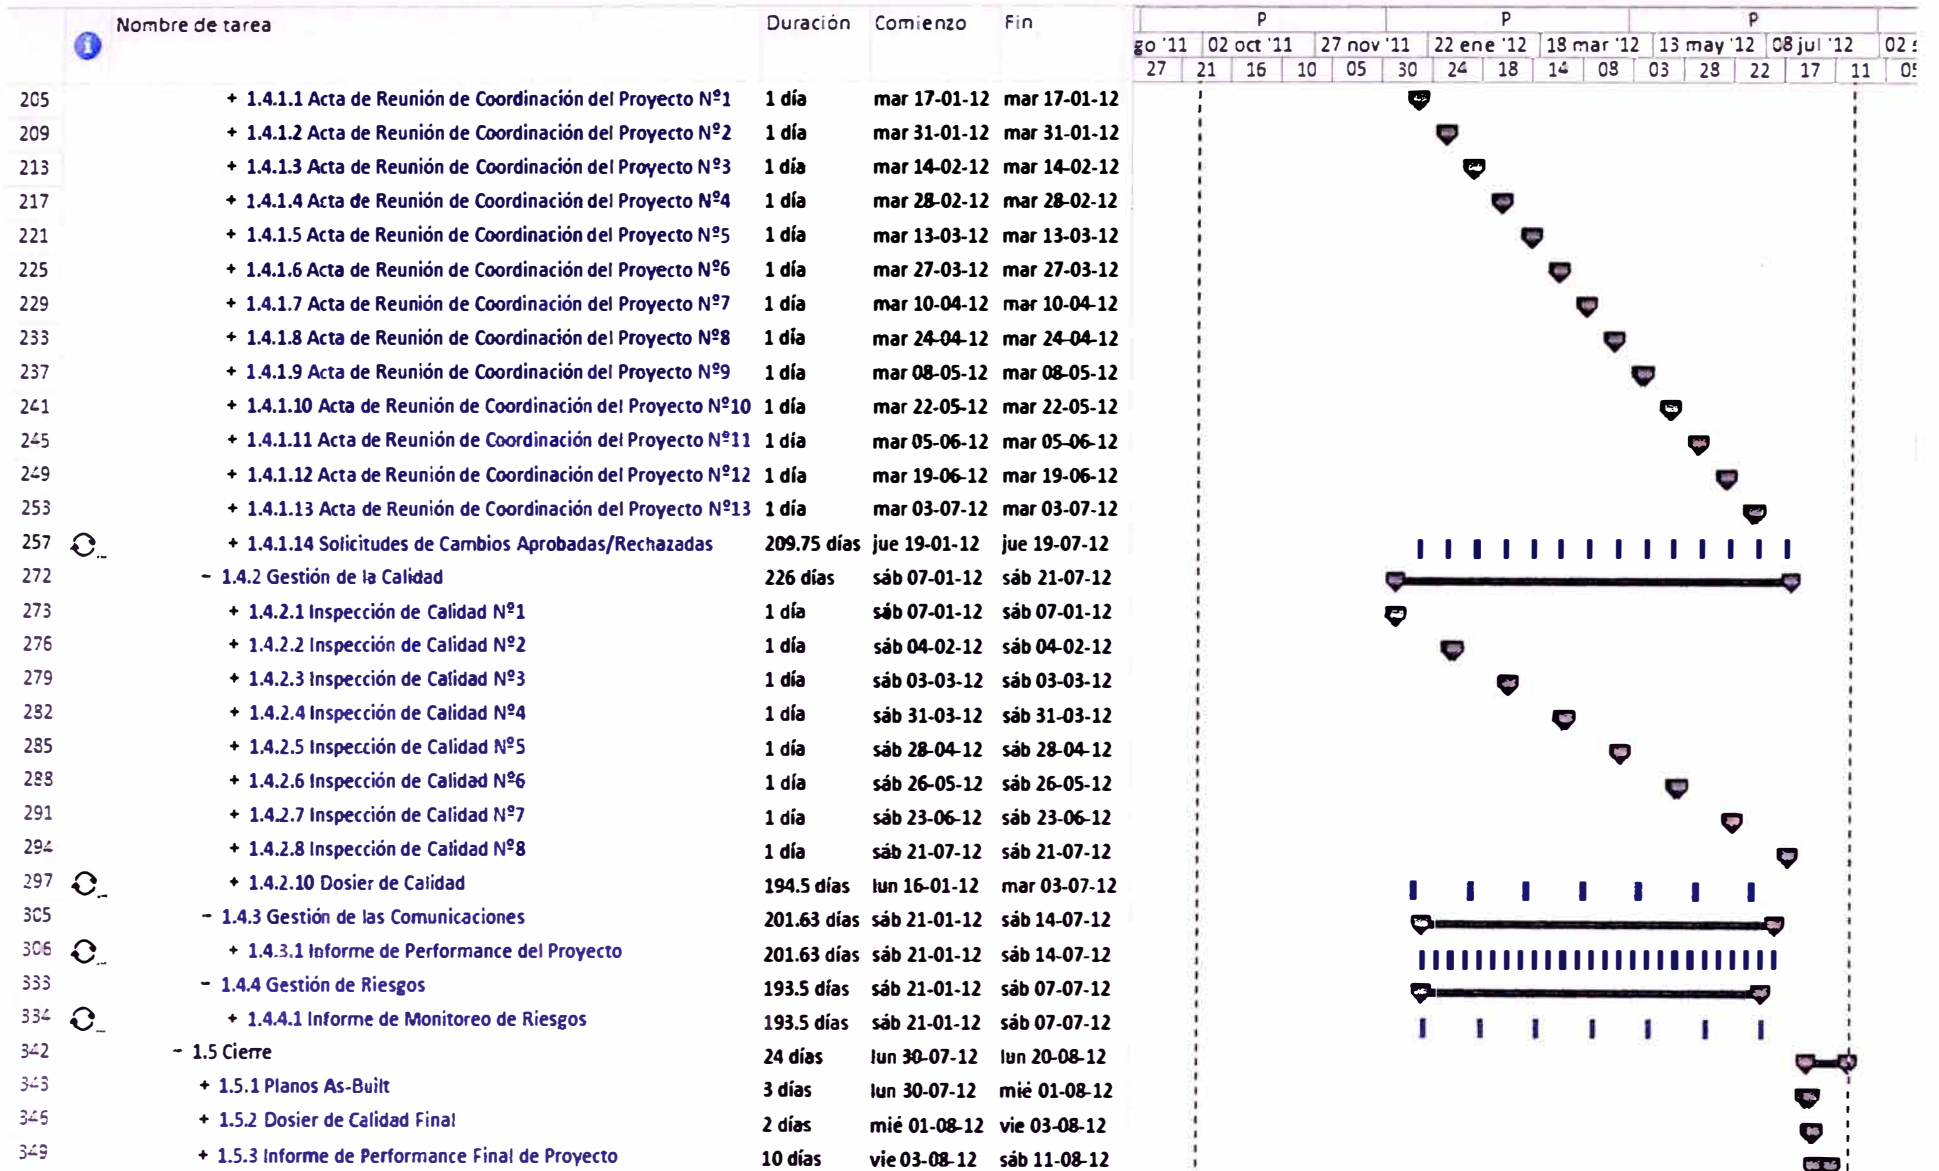 Nombre de tarea Duración Comienzo Fin
P P P
go '11 02 oct '11 27 nov '11 22 ene '12 18 mar '12 13 may '12 08 jul '12 02
27 21 16 10 05 30 24 18 14 08 03 28 22 17 11 05
205 + 1.4.1.1 Acta de Reunión de Coordinación del Proyecto Nº1 1 día mar 17-01-12 mar 17-01-12
209 + 1.4.1.2 Acta de Reunión de Coordinación del Proyecto Nº2 1 día mar 31-01-12 mar 31-01-12
213 + 1.4.1.3 Acta de Reunión de Coordinación del Proyecto Nº3 1 día mar 14-02-12 mar 14-02-12
217 + 1.4.1.4 Acta de Reunión de Coordinación del Proyecto Nº4 1 día mar 28-02-12 mar 28-02-12
221 + 1.4.1.5 Acta de Reunión de Coordinación del Proyecto Nº5 1 día mar 13-03-12 mar 13-03-12
225 + 1.4.1.6 Acta de Reunión de Coordinación del Proyecto Nº6 1 día mar 27-03-12 mar 27-03-12
229 + 1.4.1.7 Acta de Reunión de Coordinación del Proyecto Nº7 1 día mar 10-04-12 mar 10-04-12
233 + 1.4.1.8 Acta de Reunión de Coordinación del Proyecto Nº8 1 día mar 24-04-12 mar 24-04-12
237 + 1.4.1.9 Acta de Reunión de Coordinación del Proyecto Nº9 1 día mar 08-05-12 mar 08-05-12
241 + 1.4.1.10 Acta de Reunión de Coordinación del Proyecto Nº10 1 día mar 22-05-12 mar 22-05-12
245 + 1.4.1.11 Acta de Reunión de Coordinación del Proyecto Nº11 1 día mar 05-06-12 mar 05-06-12
249 + 1.4.1.12 Acta de Reunión de Coordinación del Proyecto Nº12 1 día mar 19-06-12 mar 19-06-12
253 + 1.4.1.13 Acta de Reunión de Coordinación del Proyecto Nº13 1 día mar 03-07-12 mar 03-07-12
257 + 1.4.1.14 Solicitudes de Cambios Aprobadas/Rechazadas 209.75 días jue 19-01-12 jue 19-07-12
272 - 1.4.2 Gestión de la Calidad 226 días sáb 07-01-12 sáb 21-07-12
273 + 1.4.2.1 Inspección de Calidad Nº1 1 día sáb 07-01-12 sáb 07-01-12
276 + 1.4.2.2 Inspección de Calidad Nº2 1 día sáb 04-02-12 sáb 04-02-12
279 + 1.4.2.3 Inspección de Calidad Nº3 1 día sáb 03-03-12 sáb 03-03-12
282 + 1.4.2.4 Inspección de Calidad Nº4 1 día sáb 31-03-12 sáb 31-03-12
285 + 1.4.2.5 Inspección de Calidad Nº5 1 día sáb 28-04-12 sáb 28-04-12
288 + 1.4.2.6 Inspección de Calidad Nº6 1 día sáb 26-05-12 sáb 26-05-12
291 + 1.4.2.7 Inspección de Calidad Nº7 1 día sáb 23-06-12 sáb 23-06-12
294 + 1.4.2.8 Inspección de Calidad Nº8 1 día sáb 21-07-12 sáb 21-07-12
297 + 1.4.2.10 Dosier de Calidad 194.5 días lun 16-01-12 mar 03-07-12
305 - 1.4.3 Gestión de las Comunicaciones 201.63 días sáb 21-01-12 sáb 14-07-12
306 + 1.4.3.1 Informe de Performance del Proyecto 201.63 días sáb 21-01-12 sáb 14-07-12
333 - 1.4.4 Gestión de Riesgos 193.5 días sáb 21-01-12 sáb 07-07-12
334 + 1.4.4.1 Informe de Monitoreo de Riesgos 193.5 días sáb 21-01-12 sáb 07-07-12
342 - 1.5 Cierre 24 días lun 30-07-12 lun 20-08-12
343 + 1.5.1 Planos As-Built 3 días lun 30-07-12 mié 01-08-12
346 + 1.5.2 Dosier de Calidad Final 2 días mié 01-08-12 vie 03-08-12
349 + 1.5.3 Informe de Performance Final de Proyecto 10 días vie 03-08-12 sáb 11-08-12